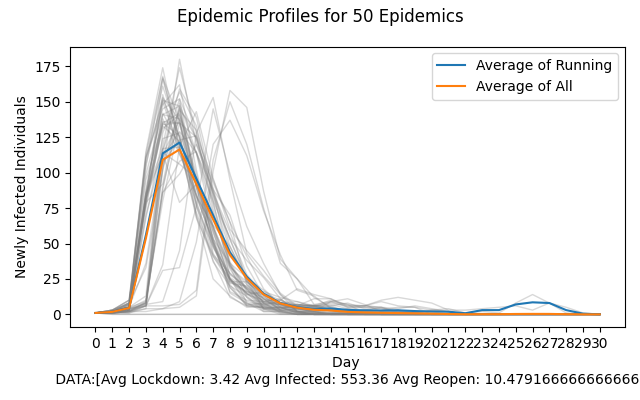 Epidemic Profiles for 50 Epidemics
Average of Running
Average of All
Newly Infected Individuals
175
150
125
100
75
50
25
0
0 1 2 3 4 5 6 7 8 9 10 11 12 13 14 15 16 17 18 19 20 21 22 23 24 25 26 27 28 29 30
Day
DATA:[Avg Lockdown: 3.42 Avg Infected: 553.36 Avg Reopen: 10.479166666666666